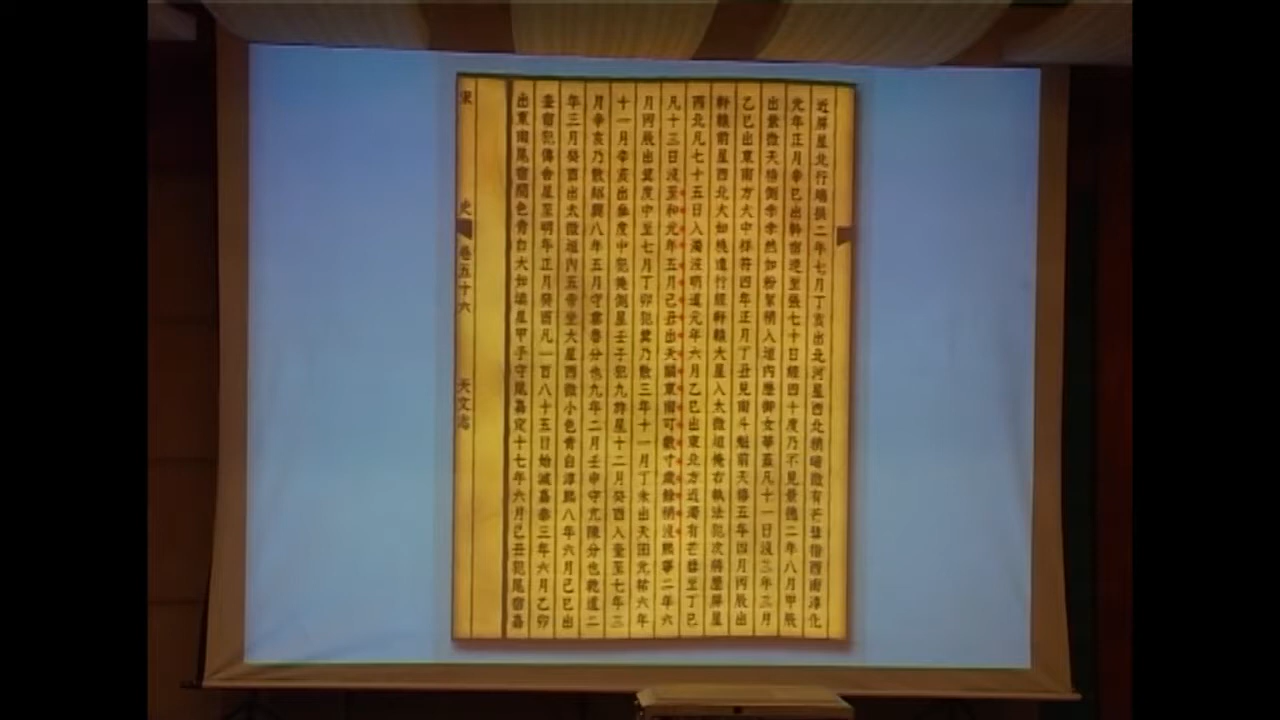 近屏星北行端拱二年七月丁亥出北河星西北稍暗微有芒彗指西南淳化
元年正月辛巳出軫宿逆至張七十日經四十度乃不見景德二年八月甲辰
出紫微天棓側孛孛然如粉絮稍入垣內歷御女華蓋凡十一日沒三年三月
乙巳出東南方大中祥符四年正月丁丑見南斗魁前天禧五年四月丙辰出
軒轅前星西北大如桃遫行經軒轅大星入太微垣掩右執法犯次將歷屏星
西北凡七十五日入濁沒明道元年六月乙巳出東北方近濁有芒彗至丁巳
凡十三日沒至和元年五月己丑出天關東南可數寸歲餘稍沒熙寧二年六
月丙辰出箕度中至七月丁卯犯箕乃散三年十一月丁未出天囷元祐六年
十一月辛亥出參度中犯掩側星壬子犯九斿星十二月癸酉入奎至七年三
月辛亥乃散紹興八年五月守婁魯分也九年二月壬申守亢陳分也乾道二
年三月癸酉出太微垣內五帝坐大星西微小色青白淳熙八年六月己巳出
奎宿犯傳舍星至明年正月癸酉凡一百八十五日始滅嘉泰三年六月乙卯
出東南尾宿間色青白大如填星甲子守尾嘉定十七年六月己丑犯尾宿嘉
宋史 卷五十六 天文志